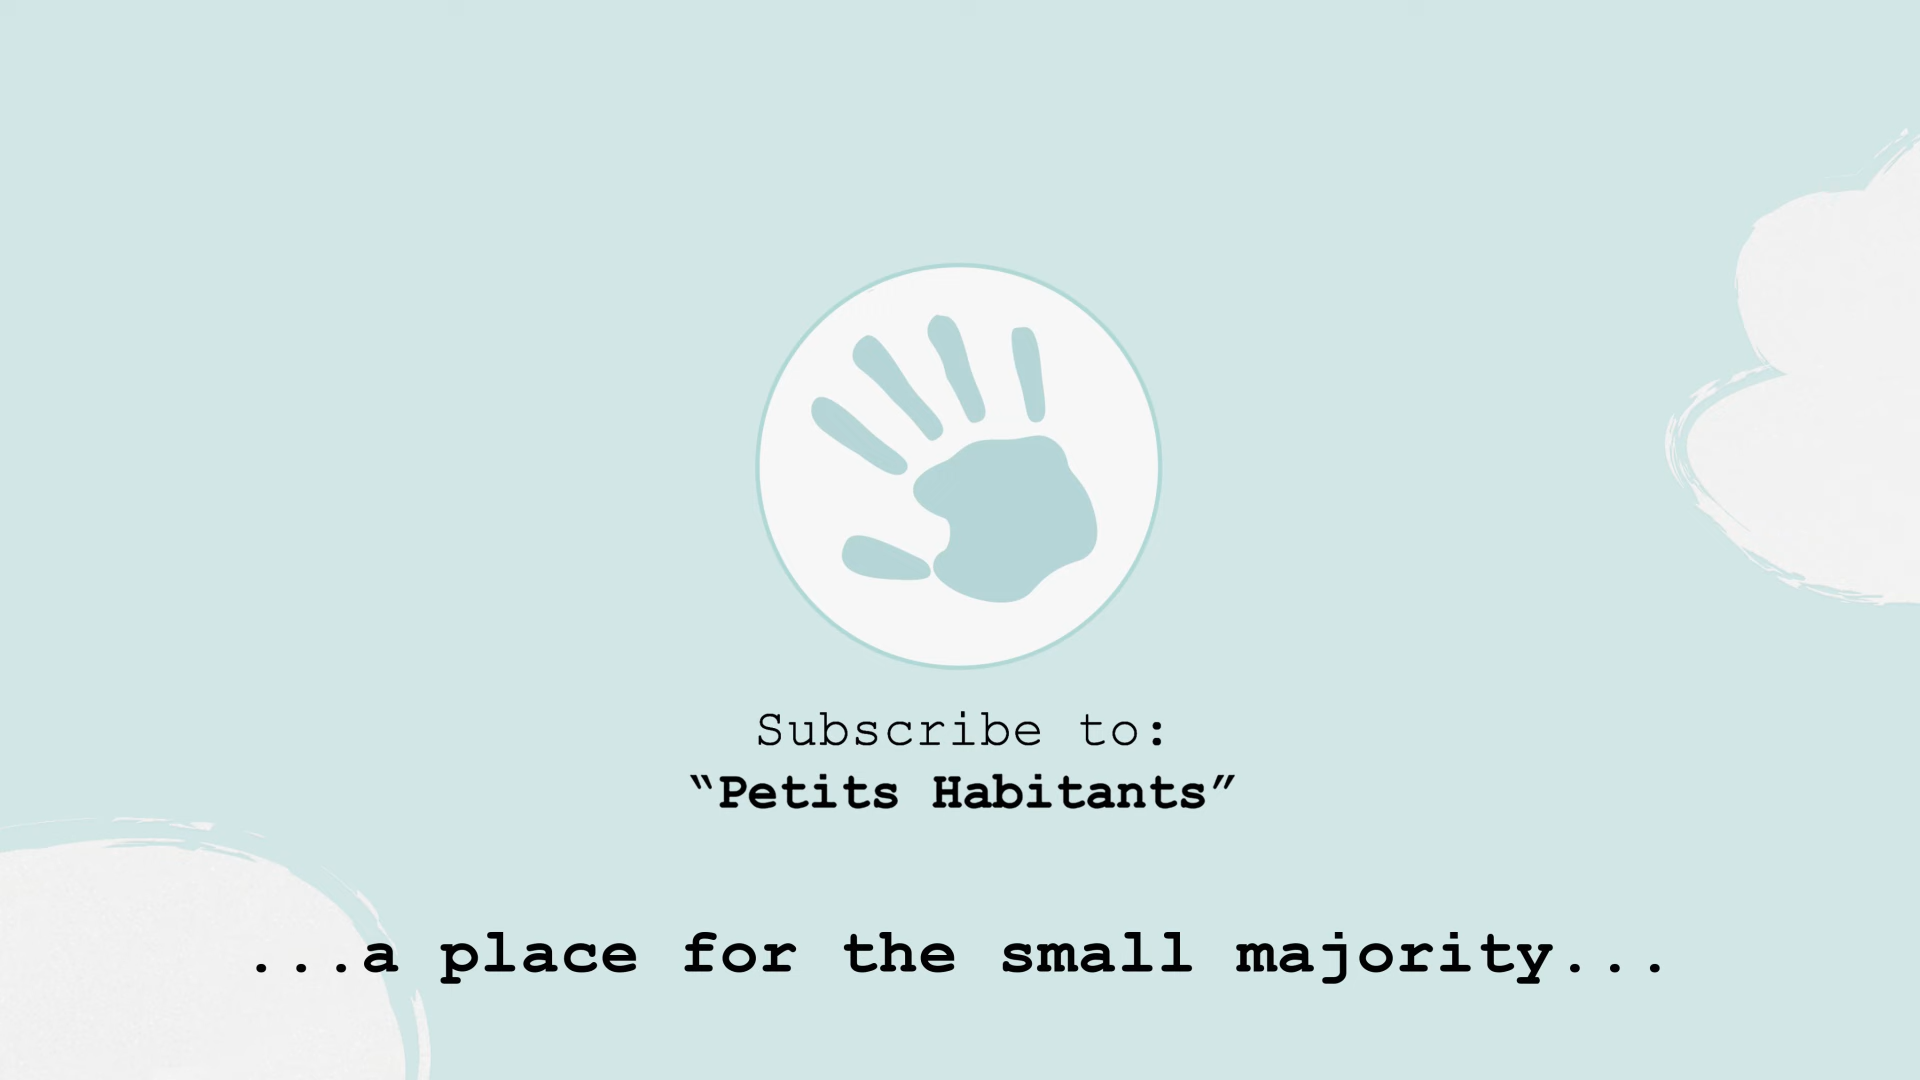 Subscribe to:
“Petits Habitants”
...a place for the small majority...